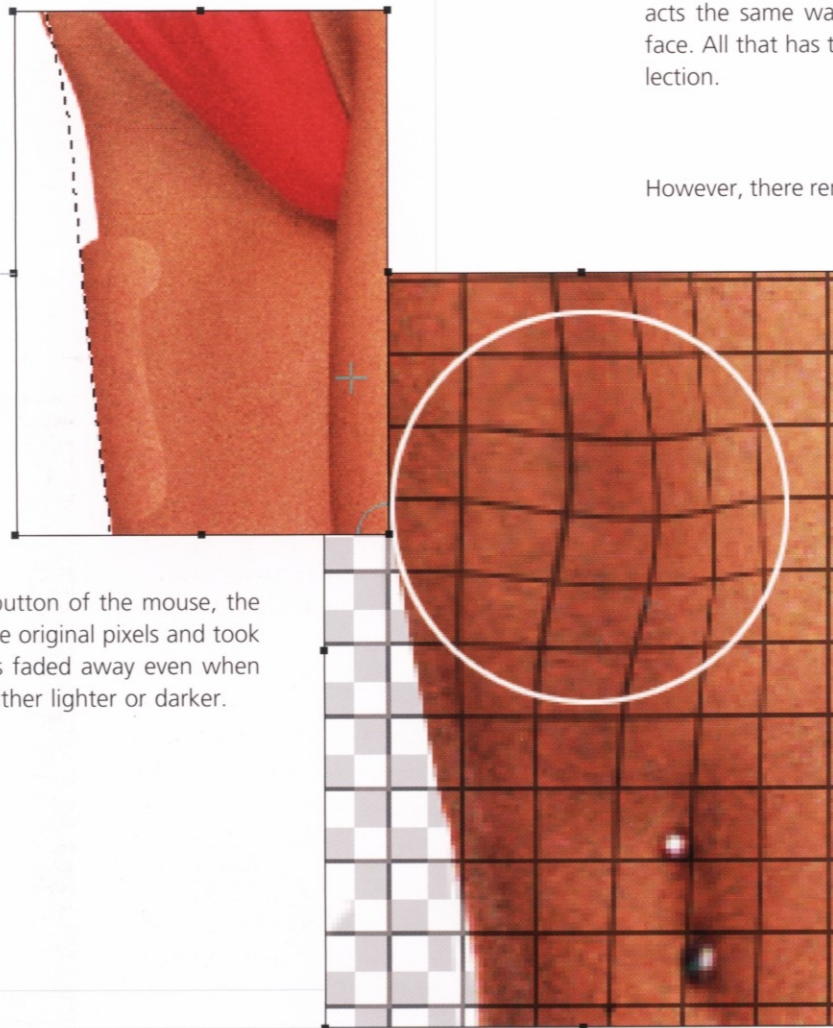 acts the same wa
face. All that has t
lection.
However, there rer
button of the mouse, the
e original pixels and took
s faded away even when
ther lighter or darker.